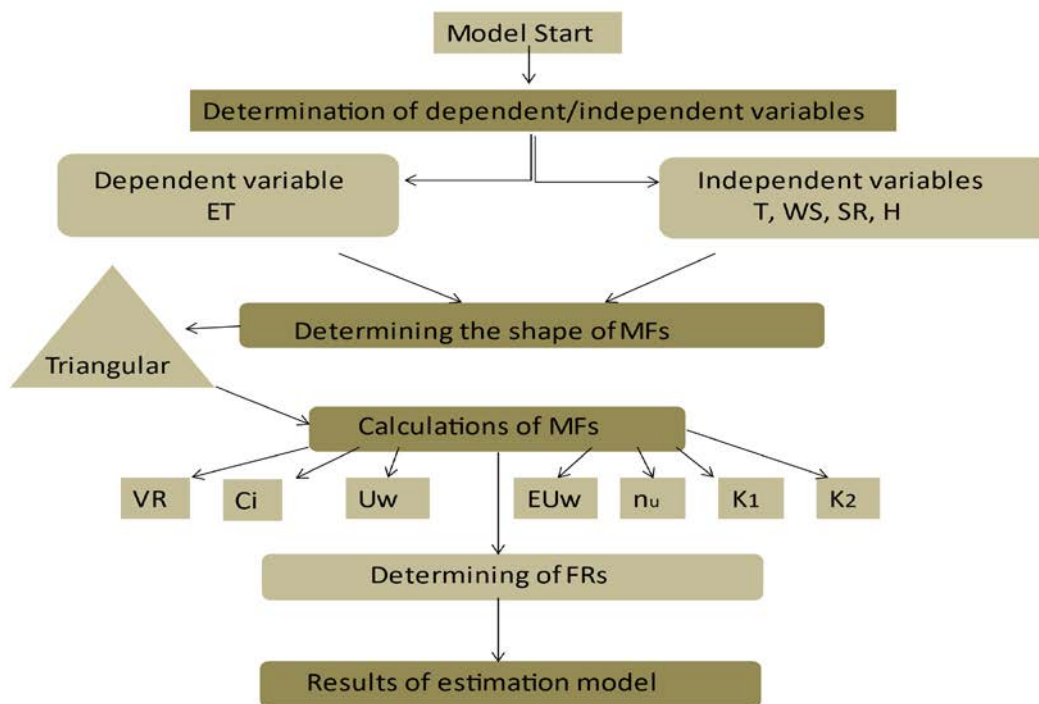 Model Start
Determination of dependent/independent variables
Dependent variable
ET
Independent variables
T, WS, SR, H
Determining the shape of MFs
Triangular
Calculations of MFs
VR
Ci
Uw
EUw
nu
K1
K2
Determining of FRs
Results of estimation model